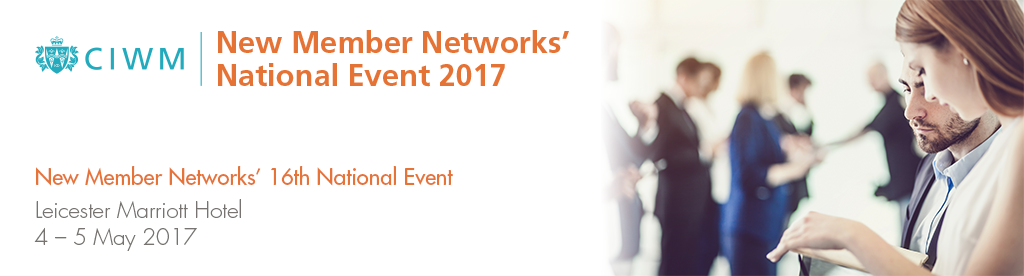 CIWM
New Member Networks’
National Event 2017
New Member Networks’ 16th National Event
Leicester Marriott Hotel
4 – 5 May 2017